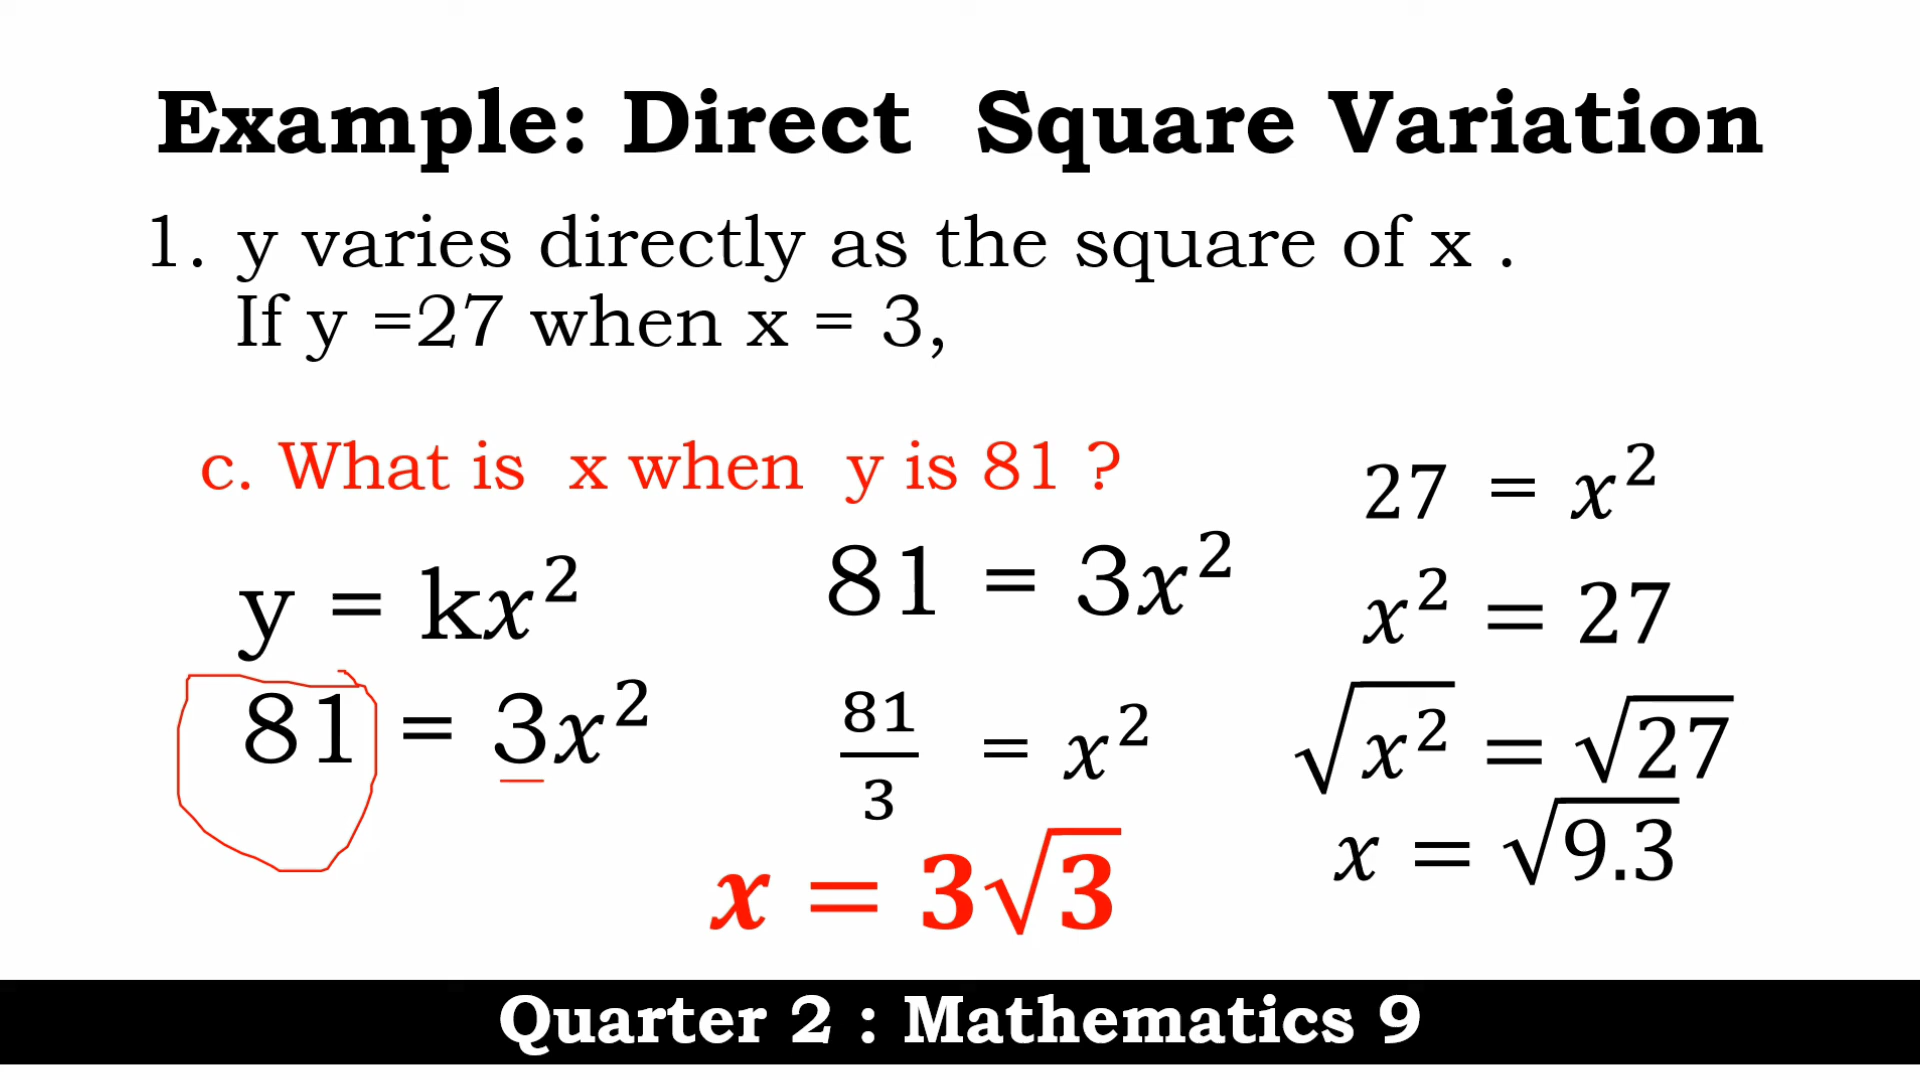 Example: Direct Square Variation
1. y varies directly as the square of x .
If y =27 when x = 3,
c. What is x when y is 81 ?
y = kx²
81 = 3x²
81 = 3x²
81/3 = x²
27 = x²
x² = 27
√x² = √27
x = √9.3
x = 3√3
Quarter 2 : Mathematics 9